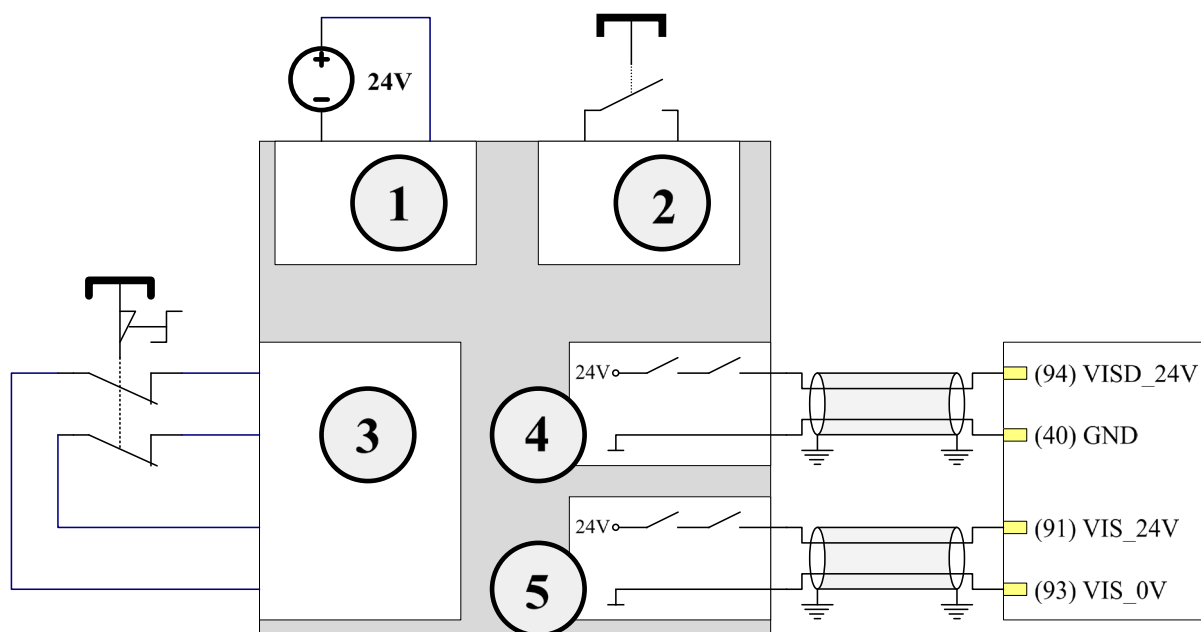 24V
1
2
3
24V
4
(94) VISD_24V
(40) GND
24V
5
(91) VIS_24V
(93) VIS_0V